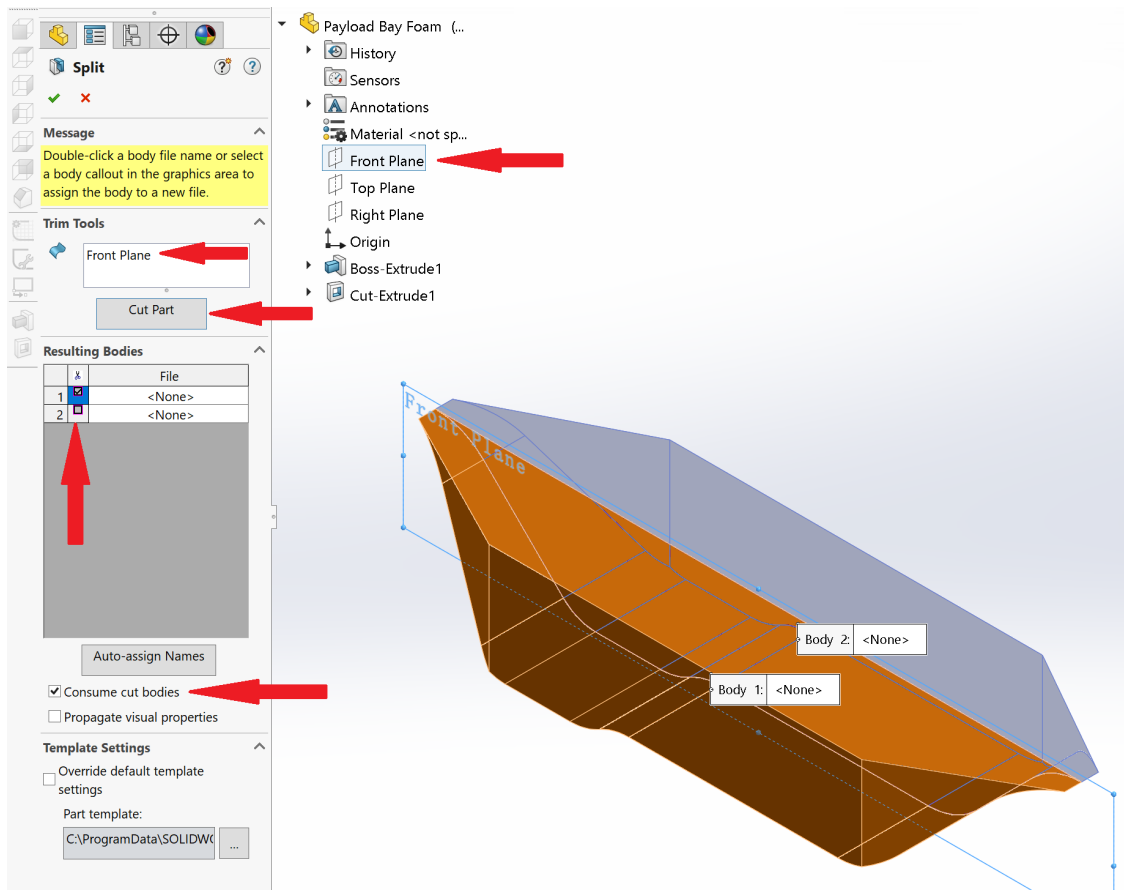 Split
Message
Double-click a body file name or select
a body callout in the graphics area to
assign the body to a new file.
Trim Tools
Front Plane
Cut Part
Resulting Bodies
File
1 <None>
2 <None>
Auto-assign Names
Consume cut bodies
Propagate visual properties
Template Settings
Override default template
settings
Part template:
C:\ProgramData\SOLIDW
...
Payload Bay Foam (...
History
Sensors
Annotations
Material <not sp...
Front Plane
Top Plane
Right Plane
Origin
Boss-Extrude1
Cut-Extrude1
Front Plane
Body 2: <None>
Body 1: <None>